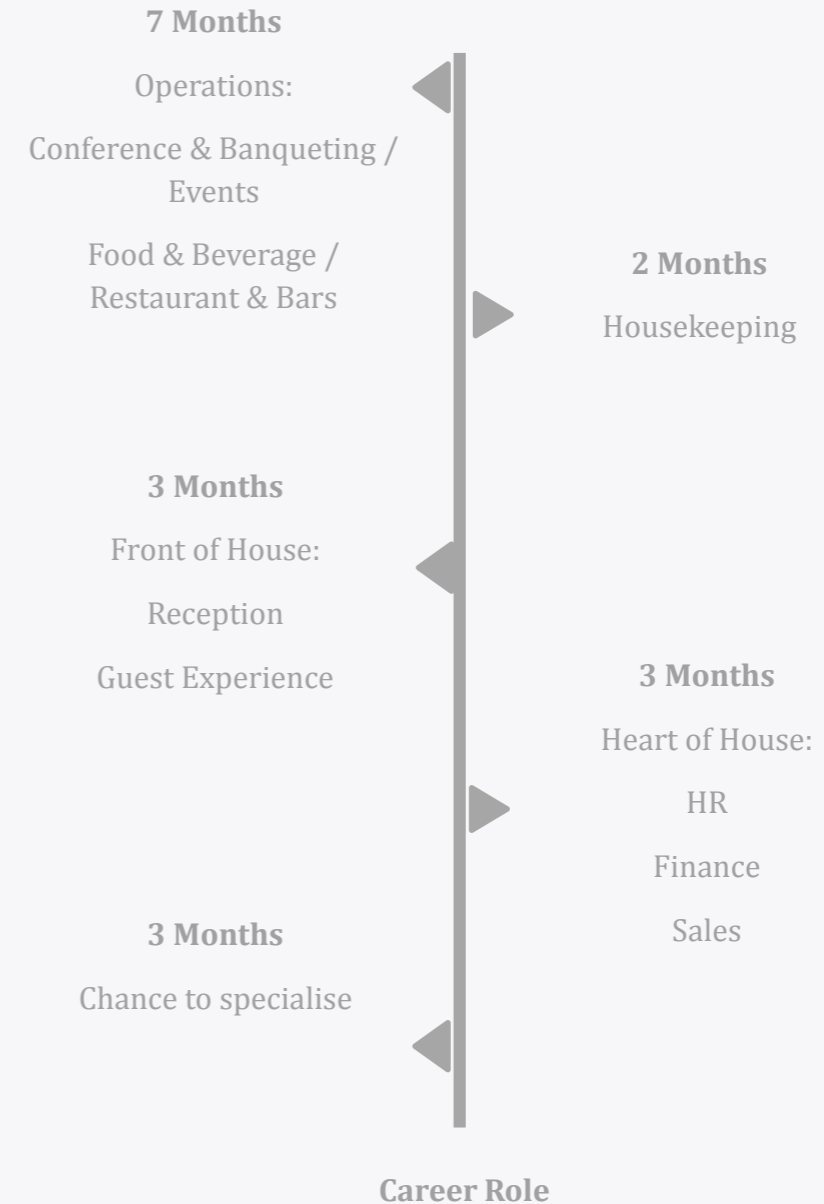 7 Months
Operations:
Conference & Banqueting /
Events
Food & Beverage /
Restaurant & Bars
2 Months
Housekeeping
3 Months
Front of House:
Reception
Guest Experience
3 Months
Heart of House:
HR
Finance
Sales
3 Months
Chance to specialise
Career Role